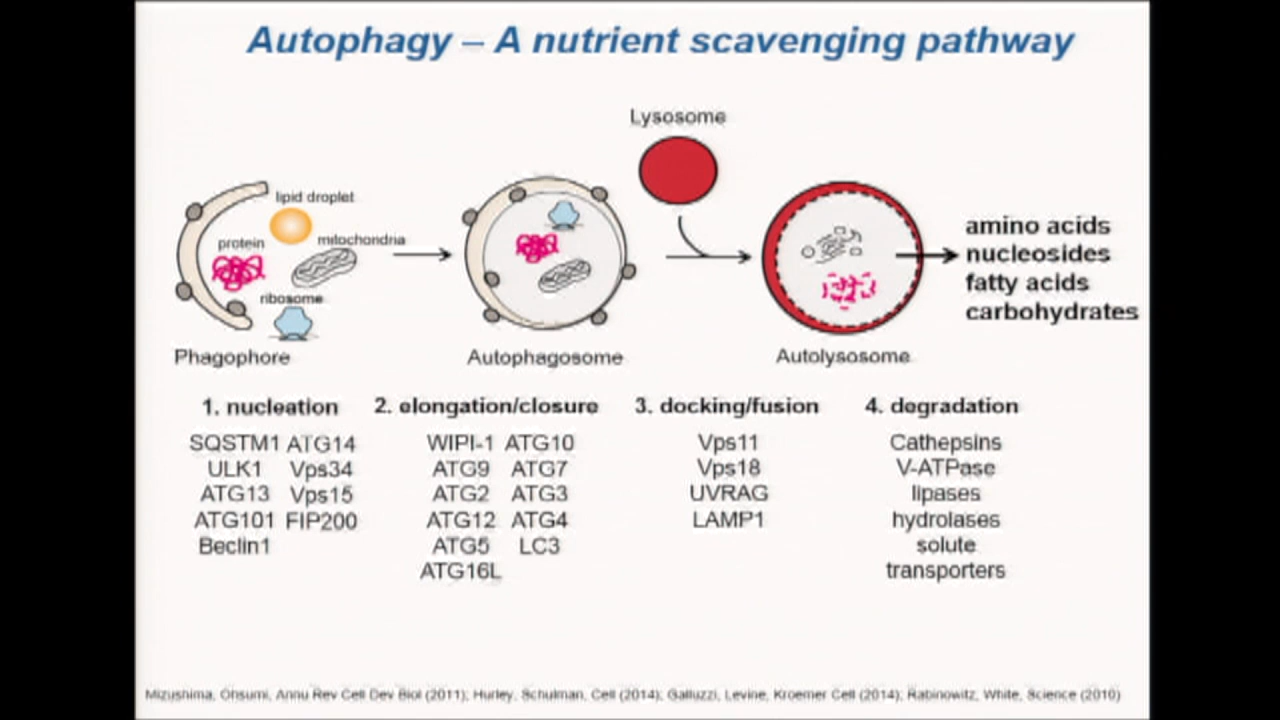 Autophagy – A nutrient scavenging pathway
Lysosome
lipid droplet
protein
mitochondria
ribosome
amino acids
nucleosides
fatty acids
carbohydrates
Phagophore
Autophagosome
Autolysosome
1. nucleation
SQSTM1 ATG14
ULK1 Vps34
ATG13 Vps15
ATG101 FIP200
Beclin1
2. elongation/closure
WIPI-1 ATG10
ATG9 ATG7
ATG2 ATG3
ATG12 ATG4
ATG5 LC3
ATG16L
3. docking/fusion
Vps11
Vps18
UVRAG
LAMP1
4. degradation
Cathepsins
V-ATPase
lipases
hydrolases
solute
transporters
Mizushima, Ohsumi, Annu Rev Cell Dev Biol (2011); Hurley, Schulman, Cell (2014); Galluzzi, Levine, Kroemer Cell (2014); Rabinowitz, White, Science (2010)